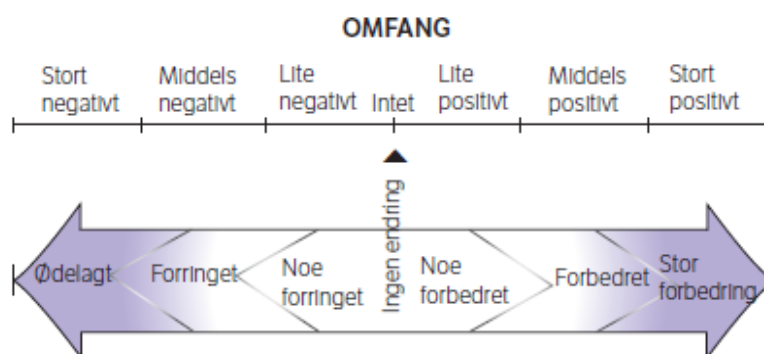 OMFANG
Stort negativt
Middels negativt
Lite negativt
Intet
Lite positivt
Middels positivt
Stort positivt
Ødelagt
Forringet
Noe forringet
Ingen endring
Noe forbedret
Forbedret
Stor forbedring